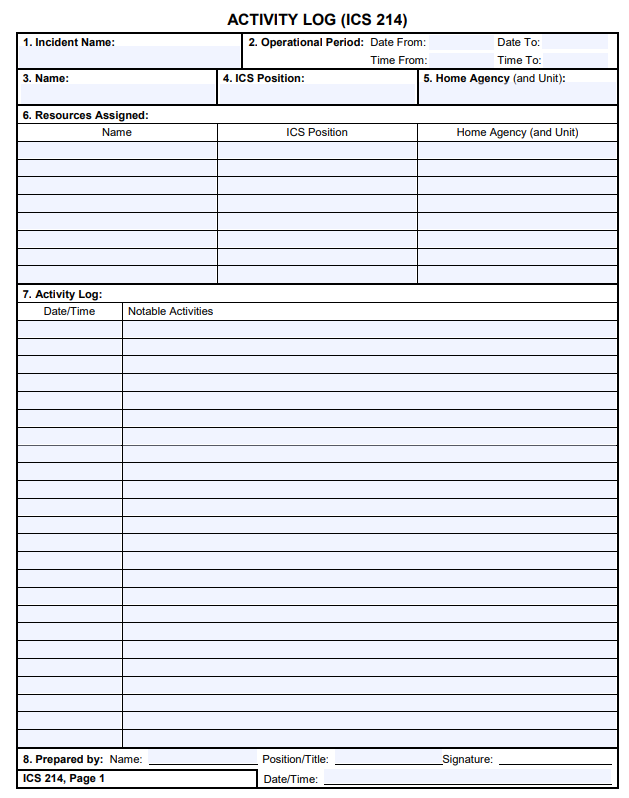 ACTIVITY LOG (ICS 214)
1. Incident Name:
2. Operational Period: Date From: Date To:
Time From: Time To:
3. Name:
4. ICS Position:
5. Home Agency (and Unit):
6. Resources Assigned:
Name ICS Position Home Agency (and Unit)
7. Activity Log:
Date/Time Notable Activities
8. Prepared by: Name: Position/Title: Signature:
ICS 214, Page 1 Date/Time: